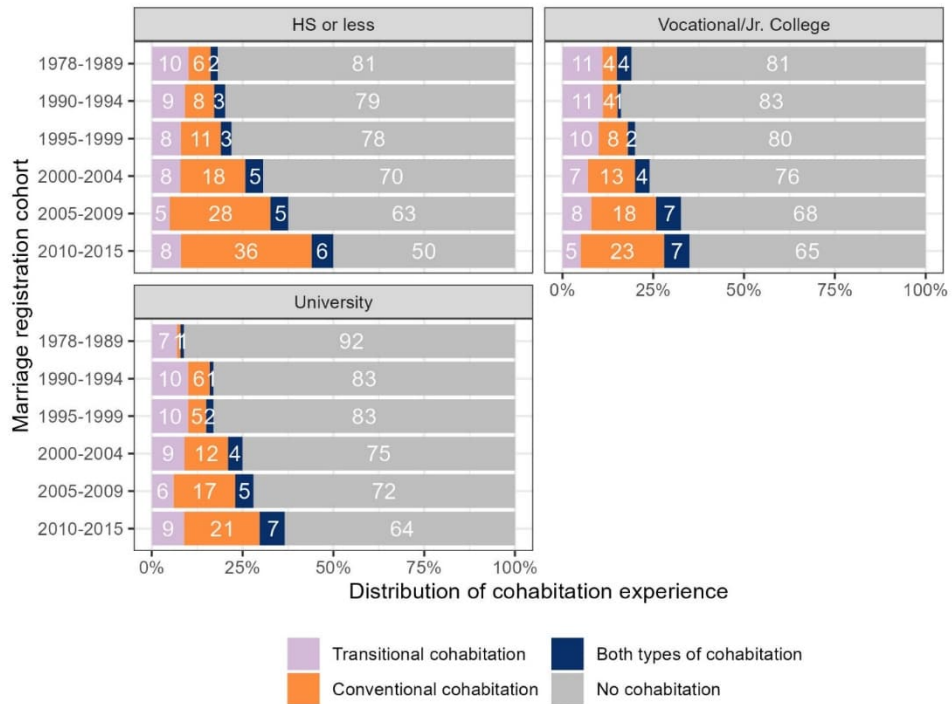 HS or less
Vocational/Jr. College
Marriage registration cohort
1978-1989 10 6 2 81 11 4 4 81
1990-1994 9 8 3 79 11 4 1 83
1995-1999 8 11 3 78 10 8 2 80
2000-2004 8 18 5 70 7 13 4 76
2005-2009 5 28 5 63 8 18 7 68
2010-2015 8 36 6 50 5 23 7 65
0% 25% 50% 75% 100%
University
1978-1989 7 1 1 92
1990-1994 10 6 1 83
1995-1999 10 5 2 83
2000-2004 9 12 4 75
2005-2009 6 17 5 72
2010-2015 9 21 7 64
0% 25% 50% 75% 100%
Distribution of cohabitation experience
Transitional cohabitation
Both types of cohabitation
Conventional cohabitation
No cohabitation